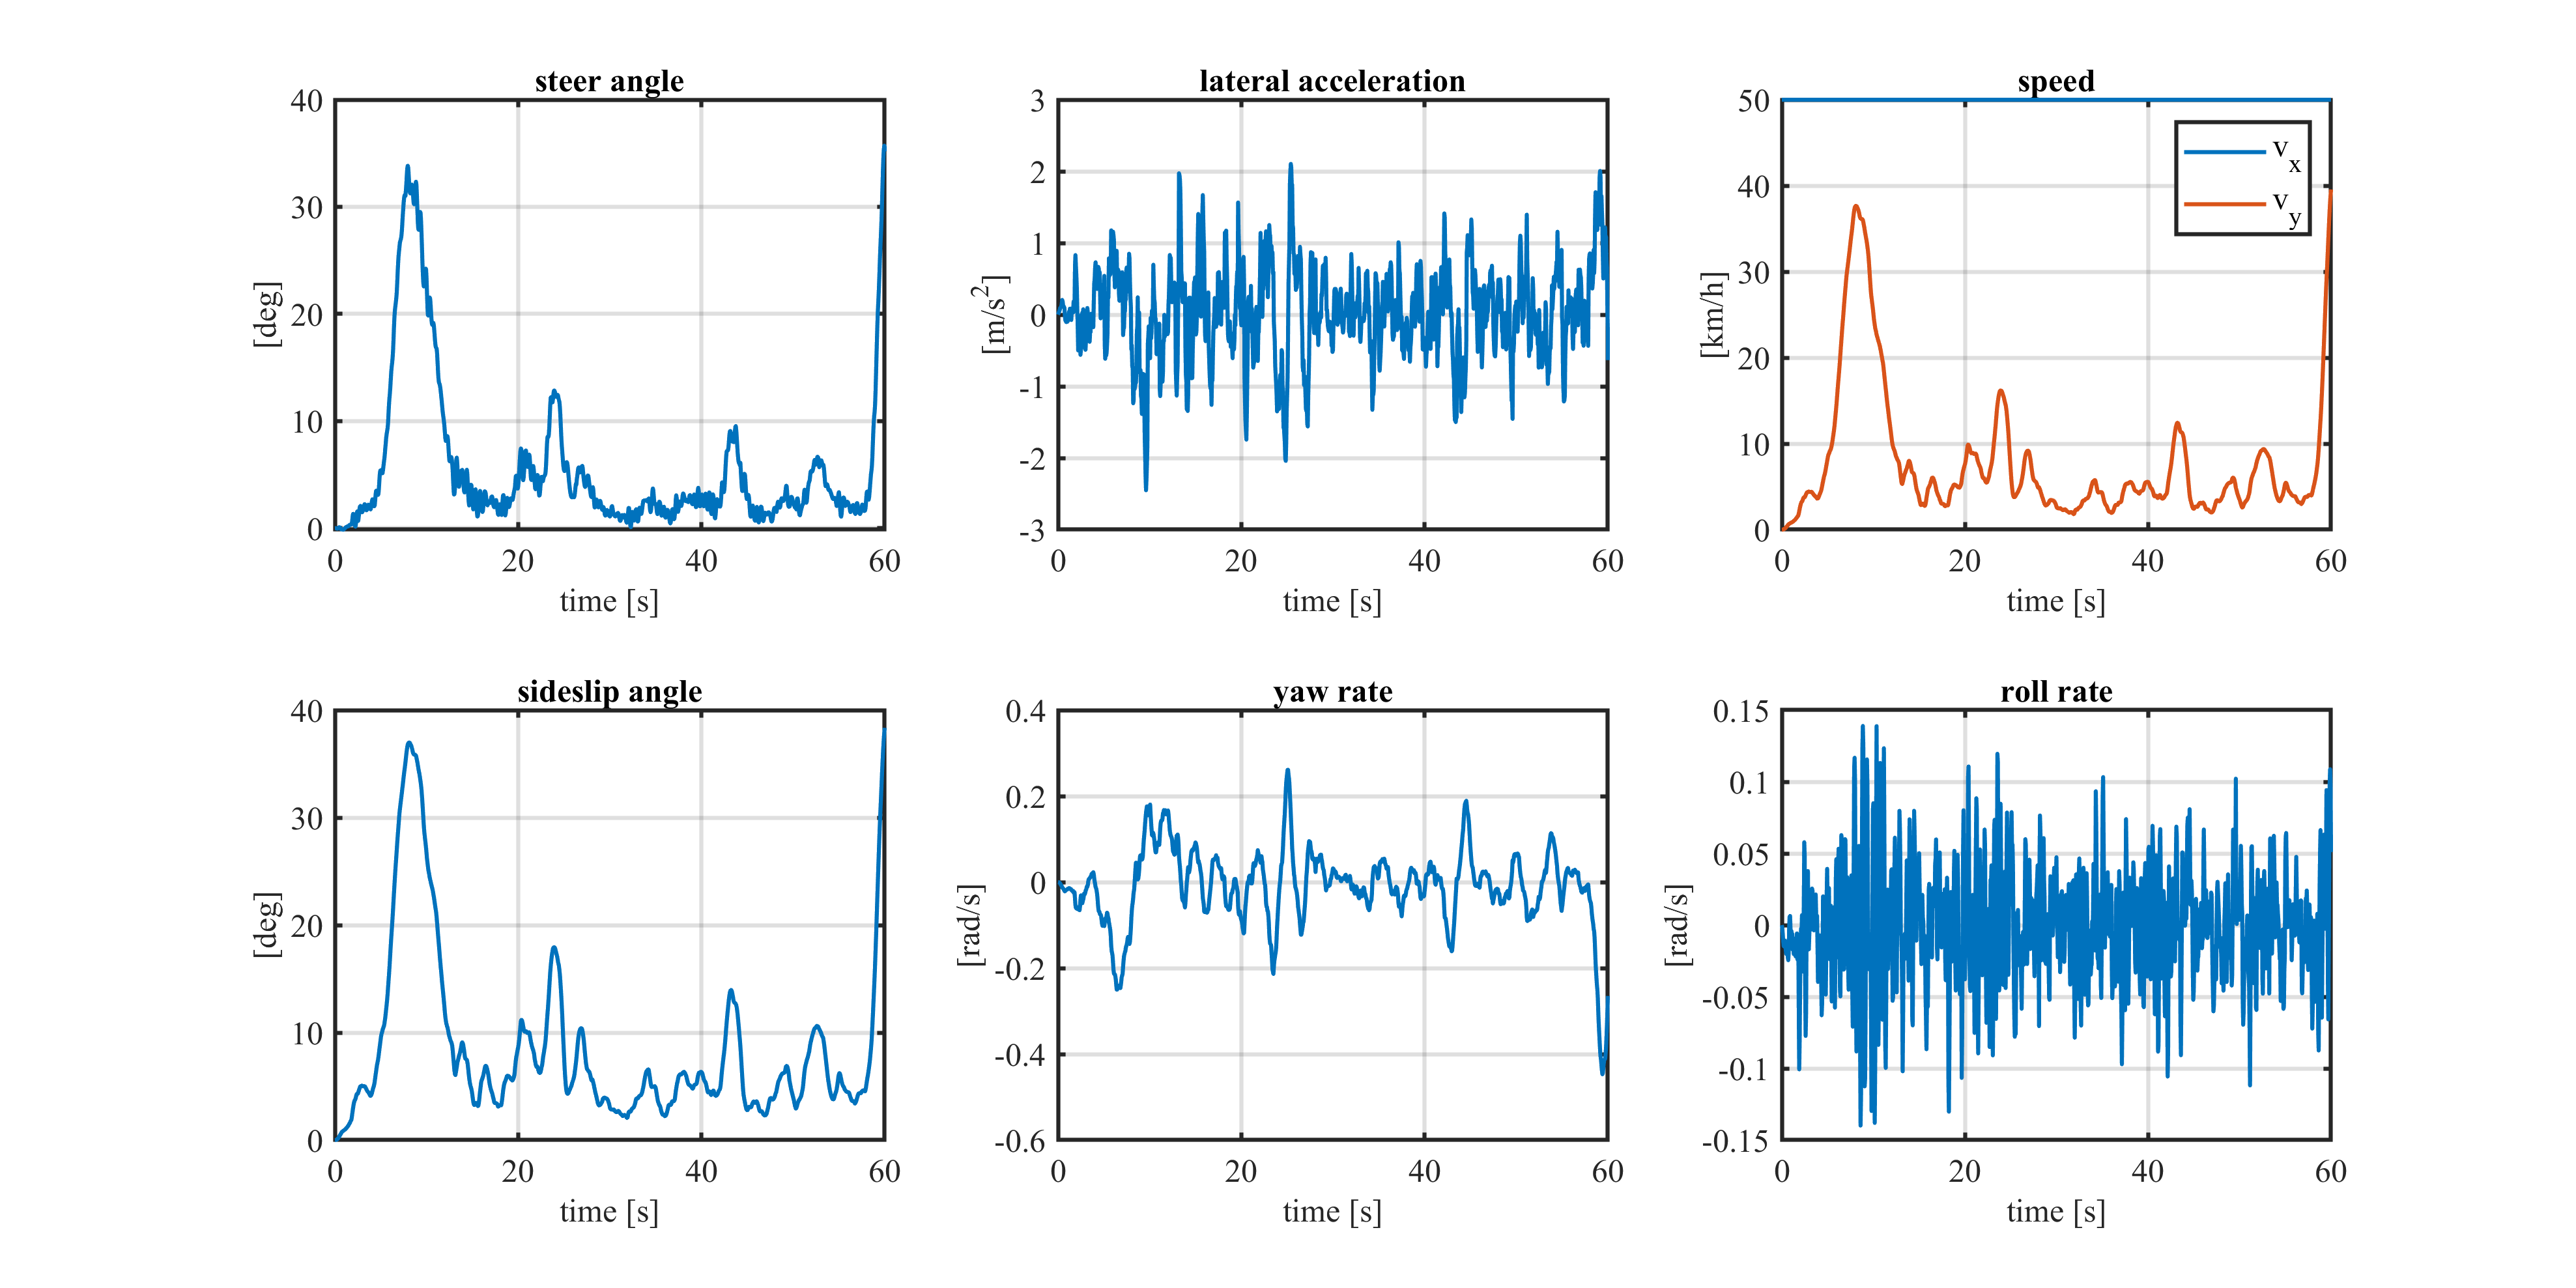 steer angle
40
30
20
10
0
[deg]
0 20 40 60
time [s]
lateral acceleration
3
2
1
0
-1
-2
-3
[m/s²]
0 20 40 60
time [s]
speed
50
40
30
20
10
0
[km/h]
v_x
v_y
0 20 40 60
time [s]
sideslip angle
40
30
20
10
0
[deg]
0 20 40 60
time [s]
yaw rate
0.4
0.2
0
-0.2
-0.4
-0.6
[rad/s]
0 20 40 60
time [s]
roll rate
0.15
0.1
0.05
0
-0.05
-0.1
-0.15
[rad/s]
0 20 40 60
time [s]